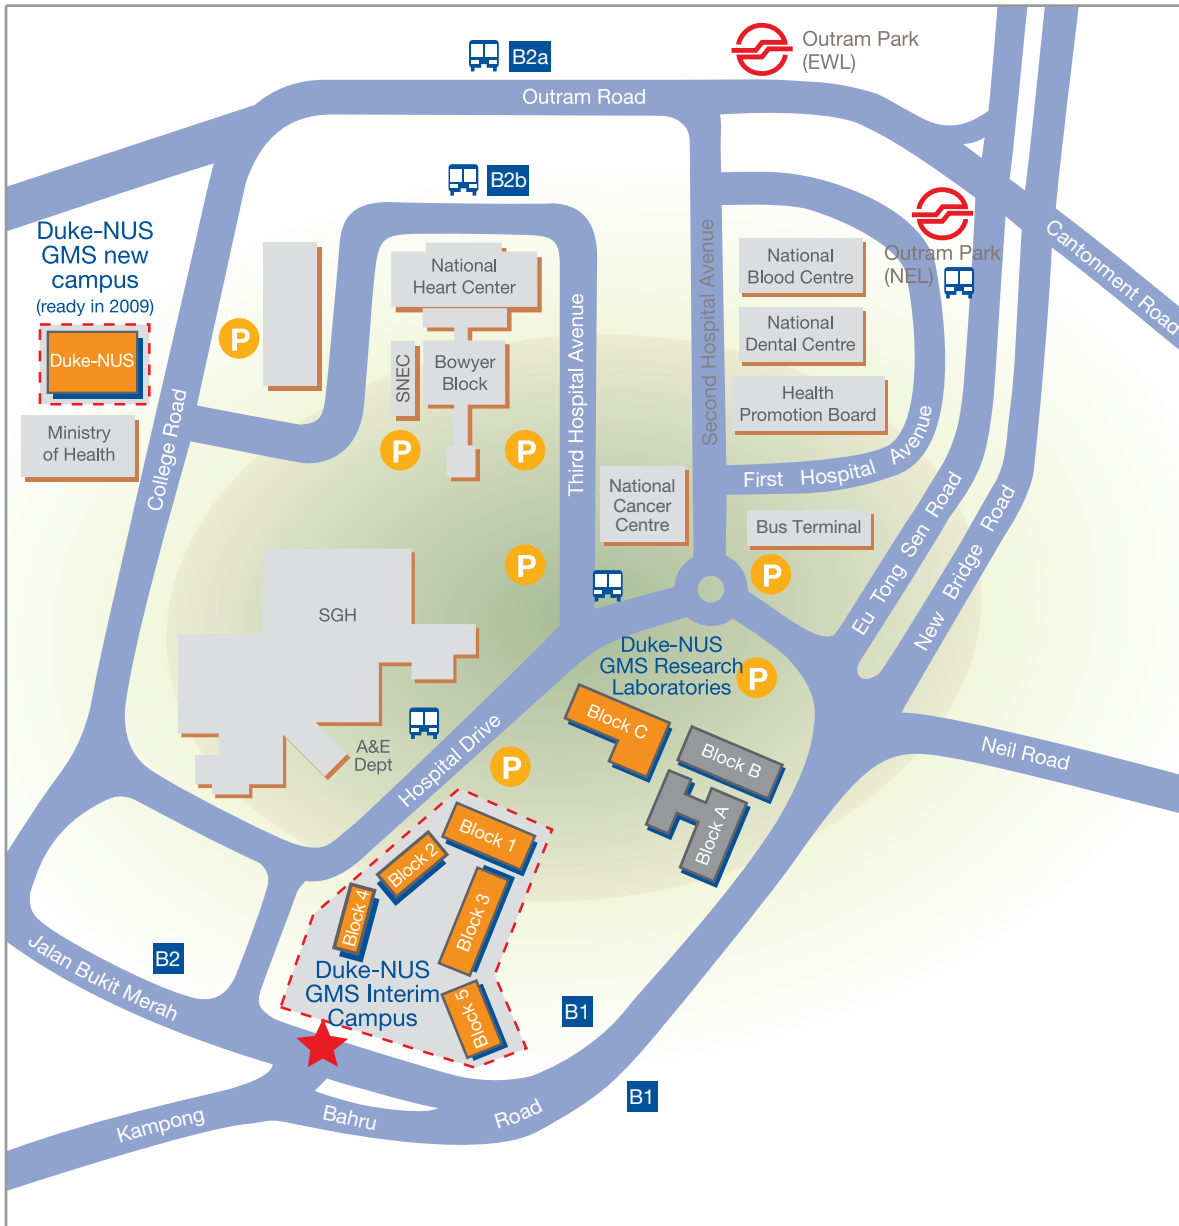 B2a
Outram Park
(EWL)
Outram Road
B2b
Duke-NUS
GMS new
campus
(ready in 2009)
Duke-NUS
Ministry
of Health
College Road
P
National
Heart Center
SNEC
Bowyer
Block
P
P
Third Hospital Avenue
Second Hospital Avenue
National
Blood Centre
National
Dental Centre
Health
Promotion Board
Outram Park
(NEL)
Cantonment Road
First Hospital Avenue
National
Cancer
Centre
Bus Terminal
P
P
Eu Tong Sen Road
New Bridge Road
SGH
A&E
Dept
Hospital Drive
P
Duke-NUS
GMS Research
Laboratories
P
Block C
Block B
Block A
Neil Road
Block 1
Block 2
Block 4
Block 3
Block 5
Duke-NUS
GMS Interim
Campus
B2
Jalan Bukit Merah
B1
B1
Kampong Bahru Road